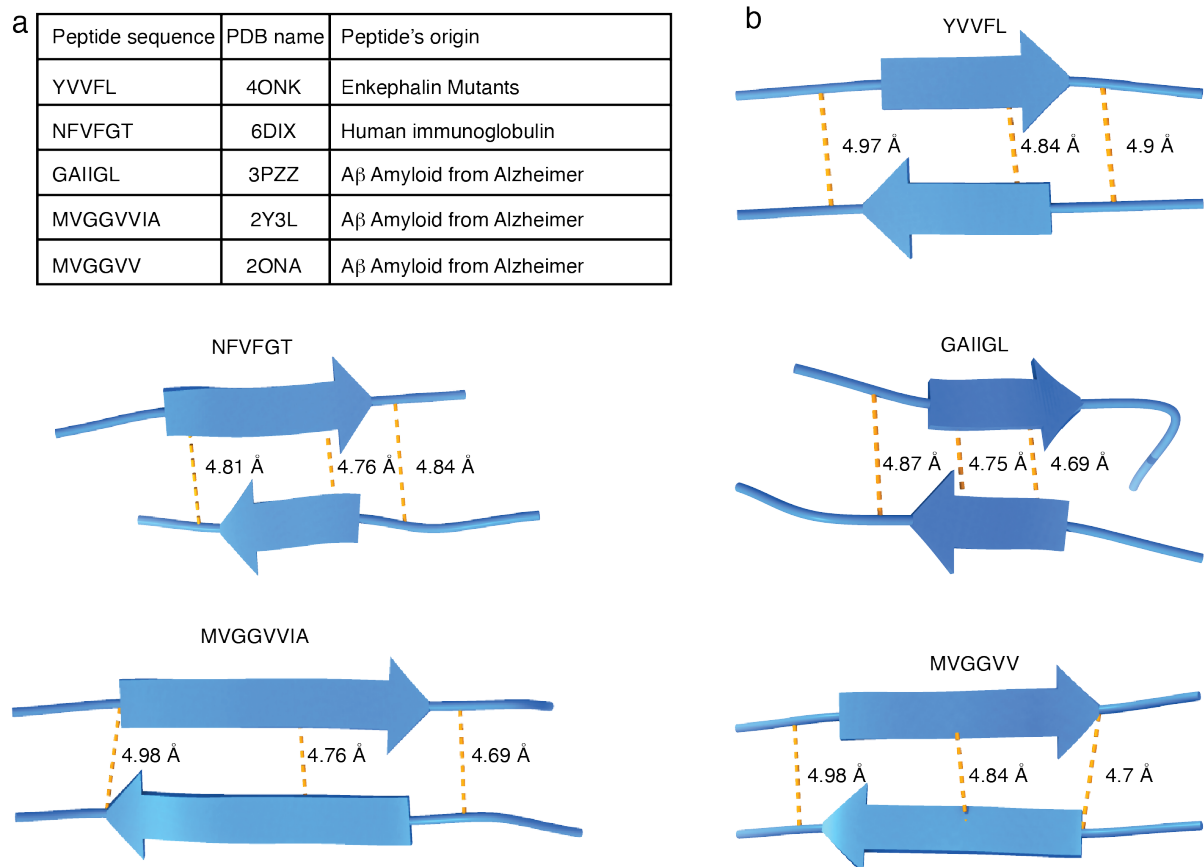 a
Peptide sequence PDB name Peptide's origin
YVVFL 4ONK Enkephalin Mutants
NFVFGT 6DIX Human immunoglobulin
GAIIGL 3PZZ Aβ Amyloid from Alzheimer
MVGGVVIA 2Y3L Aβ Amyloid from Alzheimer
MVGGVV 2ONA Aβ Amyloid from Alzheimer
b
YVVFL
4.97 Å 4.84 Å 4.9 Å
NFVFGT
4.81 Å 4.76 Å 4.84 Å
GAIIGL
4.87 Å 4.75 Å 4.69 Å
MVGGVVIA
4.98 Å 4.76 Å 4.69 Å
MVGGVV
4.98 Å 4.84 Å 4.7 Å